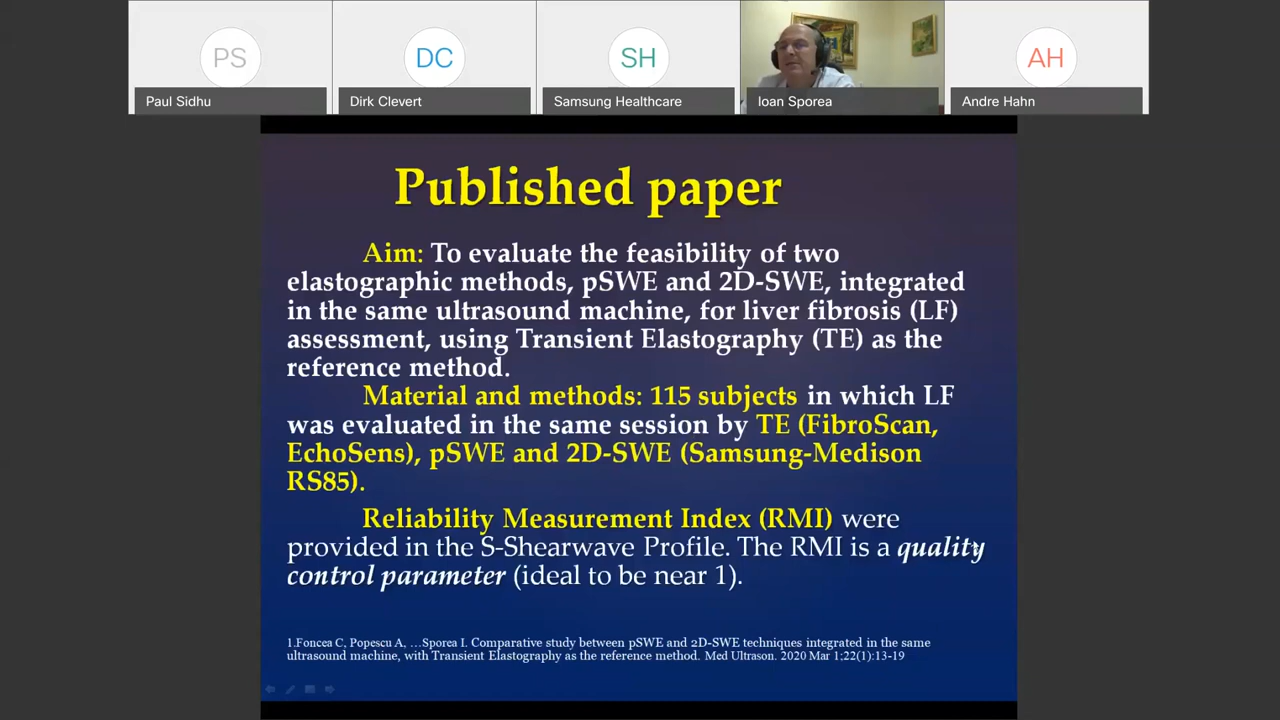 PS
DC
SH
AH
Paul Sidhu
Dirk Clevert
Samsung Healthcare
Ioan Sporea
Andre Hahn
Published paper
Aim: To evaluate the feasibility of two
elastographic methods, pSWE and 2D-SWE, integrated
in the same ultrasound machine, for liver fibrosis (LF)
assessment, using Transient Elastography (TE) as the
reference method.
Material and methods: 115 subjects in which LF
was evaluated in the same session by TE (FibroScan,
EchoSens), pSWE and 2D-SWE (Samsung-Medison
RS85).
Reliability Measurement Index (RMI) were
provided in the S-Shearwave Profile. The RMI is a quality
control parameter (ideal to be near 1).
1.Foncea C, Popescu A, …Sporea I. Comparative study between pSWE and 2D-SWE techniques integrated in the same
ultrasound machine, with Transient Elastography as the reference method. Med Ultrason. 2020 Mar 1;22(1):13-19